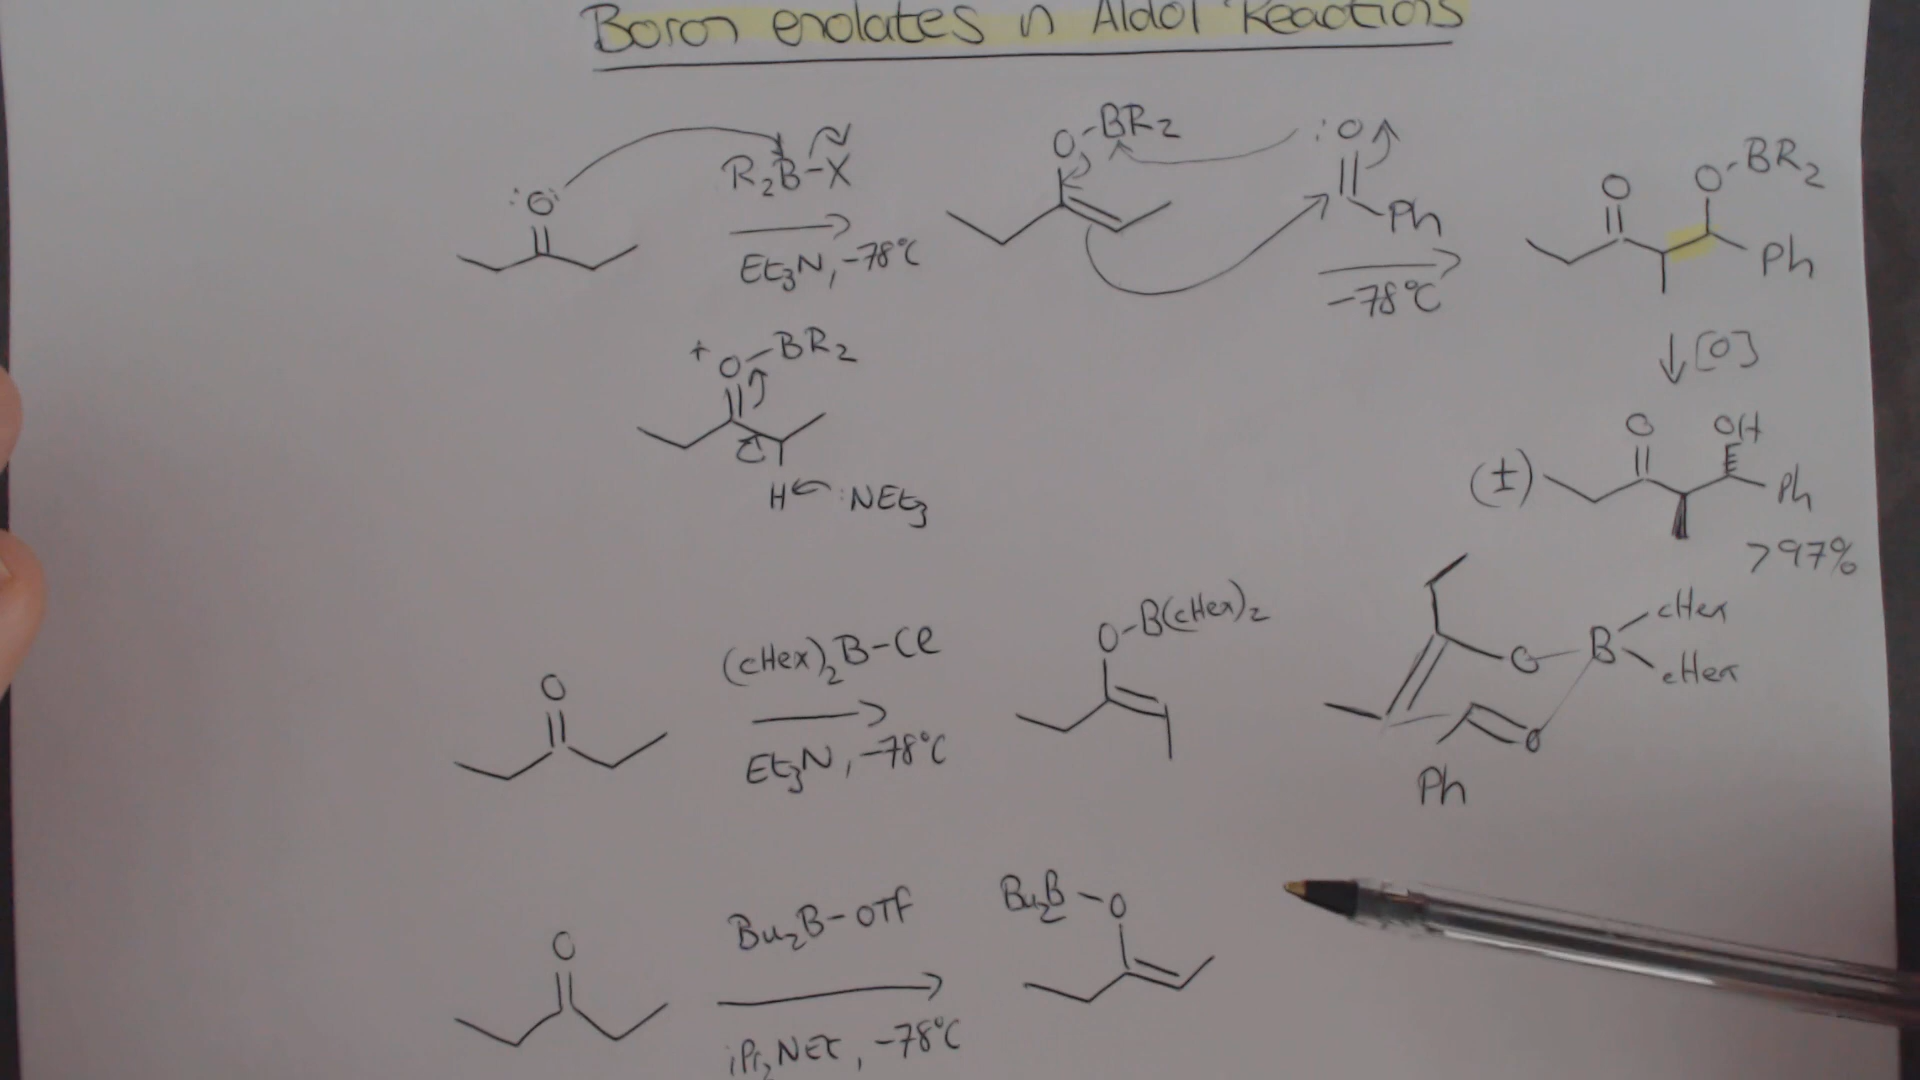 Boron enolates in Aldol Reactions
:O: R₂B-X O-BR₂ :O O O-BR₂
Et₃N, -78°C Ph -78°C Ph
[O]
+ O-BR₂
H :NEt₃
(±) O OH Ph
>97%
O (cHex)₂B-Cl O-B(cHex)₂ O B cHex cHex
Et₃N, -78°C O
Ph
O Bu₂B-OTf Bu₂B-O
iPr₂NEt, -78°C